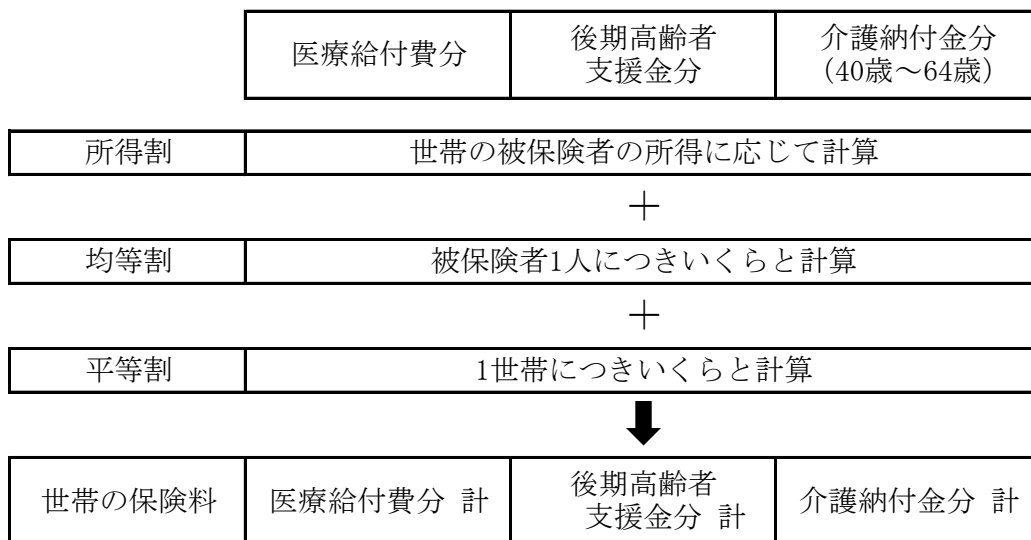 医療給付費分
後期高齢者
支援金分
介護納付金分
(40歳～64歳)
所得割
世帯の被保険者の所得に応じて計算
＋
均等割
被保険者1人につきいくらと計算
＋
平等割
1世帯につきいくらと計算
世帯の保険料
医療給付費分 計
後期高齢者
支援金分 計
介護納付金分 計